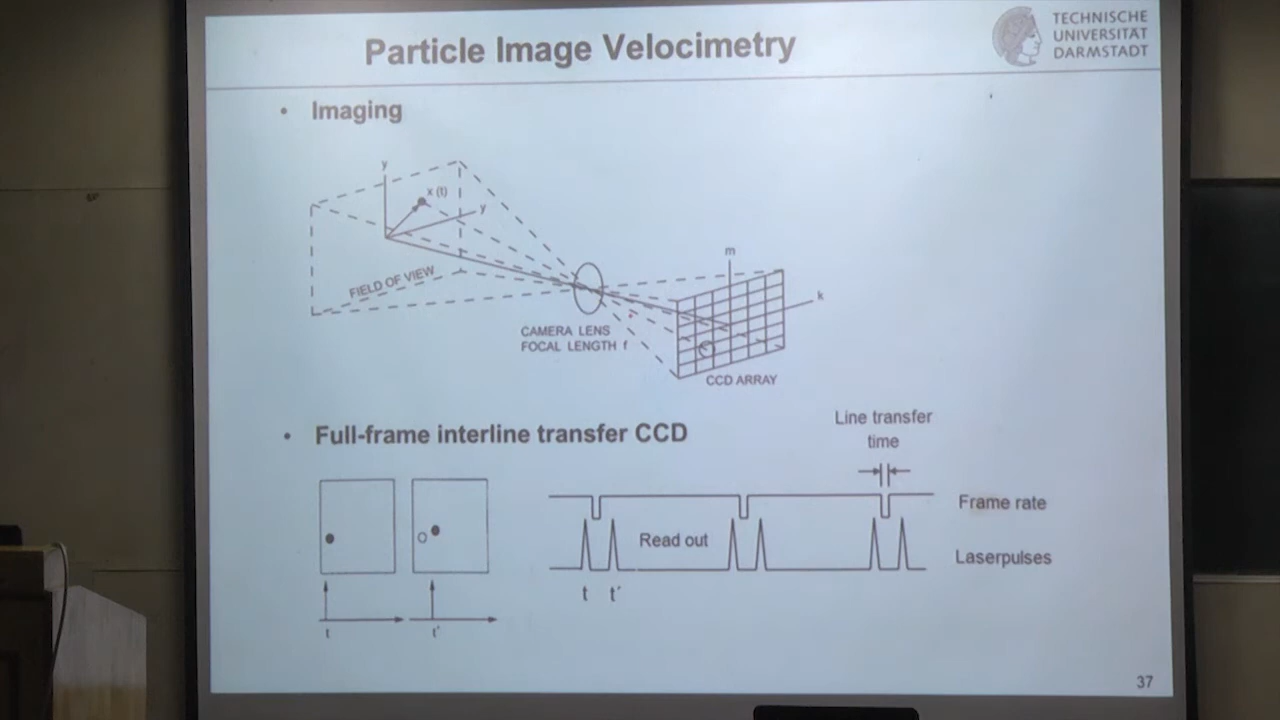 Particle Image Velocimetry
TECHNISCHE
UNIVERSITÄT
DARMSTADT
• Imaging
y
x (t)
y
FIELD OF VIEW
m
k
CAMERA LENS
FOCAL LENGTH f
CCD ARRAY
• Full-frame interline transfer CCD
Line transfer
time
Frame rate
Read out
Laserpulses
t t'
t
t'
37